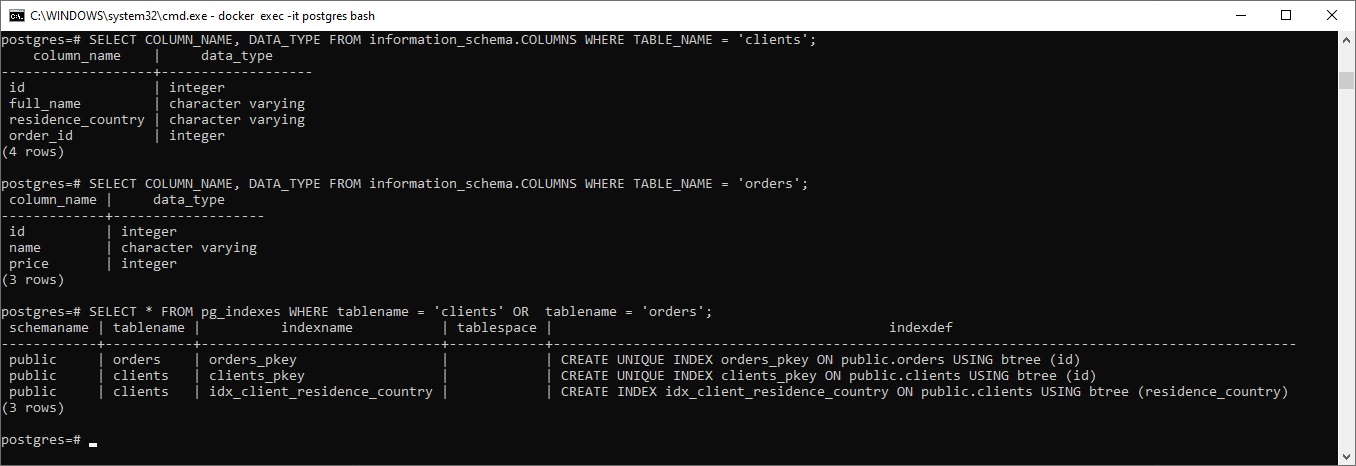 C:\WINDOWS\system32\cmd.exe - docker  exec -it postgres bash
postgres=# SELECT COLUMN_NAME, DATA_TYPE FROM information_schema.COLUMNS WHERE TABLE_NAME = 'clients';
    column_name    |     data_type
-------------------+-------------------
 id                | integer
 full_name         | character varying
 residence_country | character varying
 order_id          | integer
(4 rows)

postgres=# SELECT COLUMN_NAME, DATA_TYPE FROM information_schema.COLUMNS WHERE TABLE_NAME = 'orders';
 column_name |     data_type
-------------+-------------------
 id          | integer
 name        | character varying
 price       | integer
(3 rows)

postgres=# SELECT * FROM pg_indexes WHERE tablename = 'clients' OR  tablename = 'orders';
 schemaname | tablename |          indexname           | tablespace |                                          indexdef
------------+-----------+------------------------------+------------+---------------------------------------------------------------------------------------------
 public     | orders    | orders_pkey                  |            | CREATE UNIQUE INDEX orders_pkey ON public.orders USING btree (id)
 public     | clients   | clients_pkey                 |            | CREATE UNIQUE INDEX clients_pkey ON public.clients USING btree (id)
 public     | clients   | idx_client_residence_country |            | CREATE INDEX idx_client_residence_country ON public.clients USING btree (residence_country)
(3 rows)

postgres=#